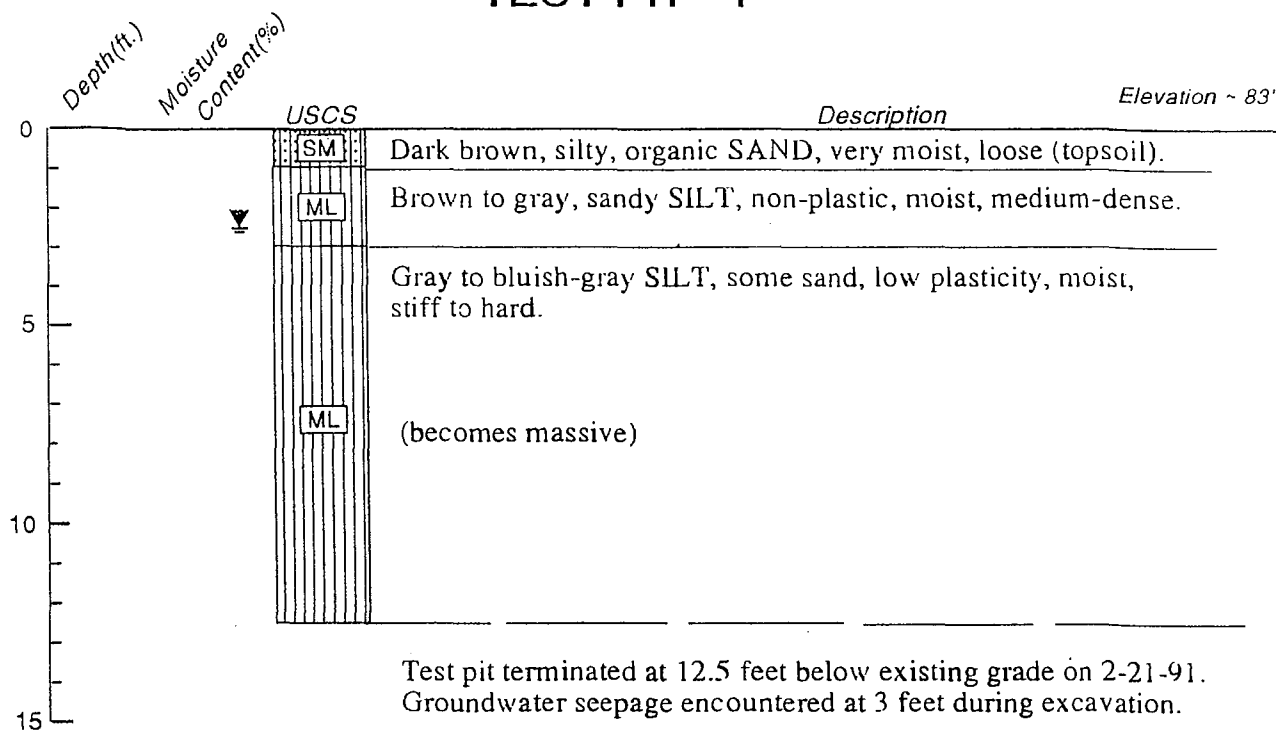 Depth(ft.)
Moisture
Content(%)
USCS
Description
Elevation ~ 83'
0
SM
Dark brown, silty, organic SAND, very moist, loose (topsoil).
ML
Brown to gray, sandy SILT, non-plastic, moist, medium-dense.
Gray to bluish-gray SILT, some sand, low plasticity, moist,
stiff to hard.
5
ML
(becomes massive)
10
Test pit terminated at 12.5 feet below existing grade on 2-21-91.
Groundwater seepage encountered at 3 feet during excavation.
15